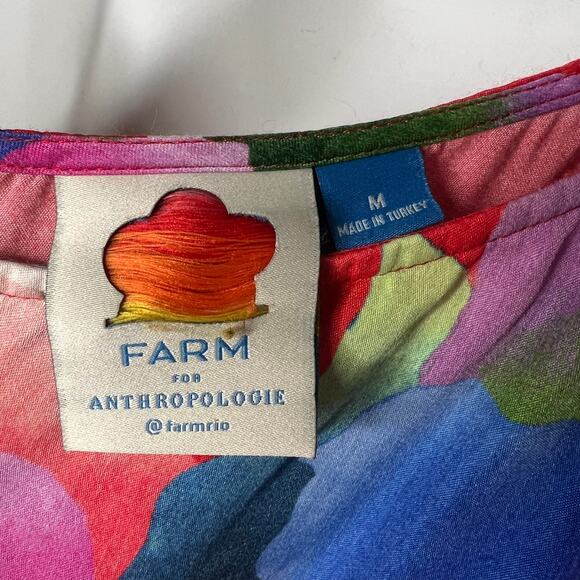 FARM
FOR
ANTHROPOLOGIE
@farmrio
M
MADE IN TURKEY